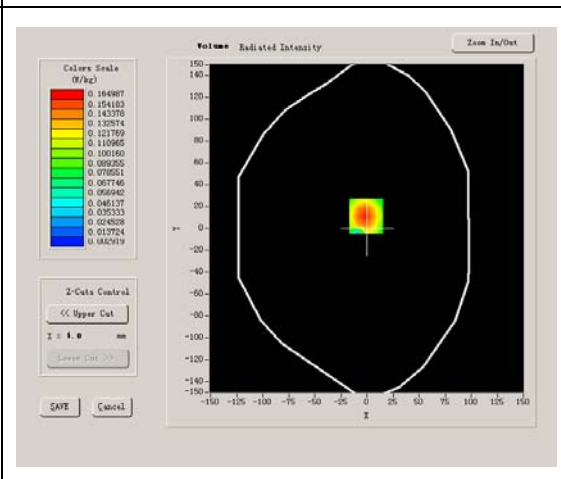 Volume Radiated Intensity
Zoom In/Out
Colors Scale
(W/kg)
0.164987
0.154183
0.143378
0.132574
0.121769
0.110965
0.100160
0.089355
0.078551
0.067746
0.056942
0.046137
0.035333
0.024528
0.013724
0.002919
150
140
120
100
80
60
40
20
0
-20
-40
-60
-80
-100
-120
-140
-150
Y
-150 -125 -100 -75 -50 -25 0 25 50 75 100 125 150
X
Z-Cuts Control
<< Upper Cut
Z = 4.0 mm
Lower Cut >>
SAVE Cancel